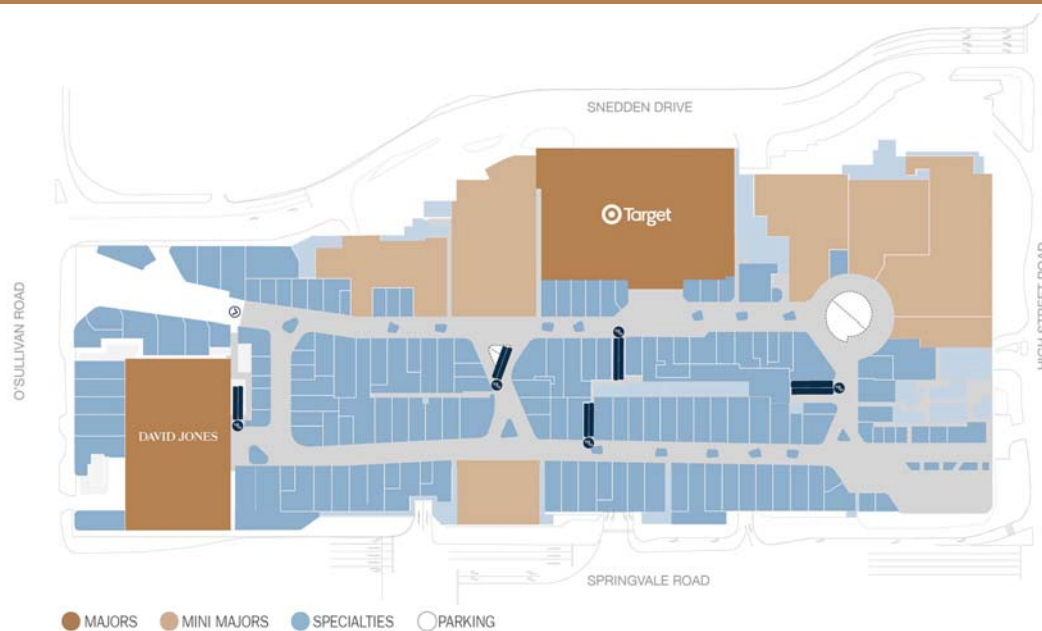 SNEDDEN DRIVE
Target
O'SULLIVAN ROAD
HIGH STREET ROAD
DAVID JONES
SPRINGVALE ROAD
MAJORS
MINI MAJORS
SPECIALTIES
PARKING